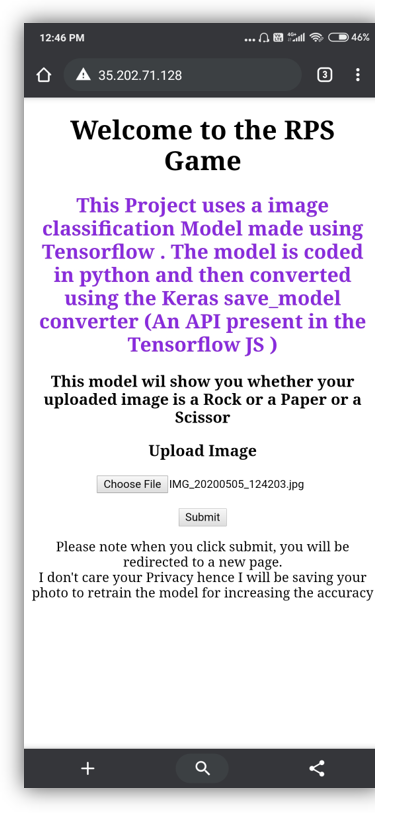 12:46 PM
46%
35.202.71.128
3
Welcome to the RPS
Game
This Project uses a image
classification Model made using
Tensorflow . The model is coded
in python and then converted
using the Keras save_model
converter (An API present in the
Tensorflow JS )
This model wil show you whether your
uploaded image is a Rock or a Paper or a
Scissor
Upload Image
Choose File IMG_20200505_124203.jpg
Submit
Please note when you click submit, you will be
redirected to a new page.
I don't care your Privacy hence I will be saving your
photo to retrain the model for increasing the accuracy